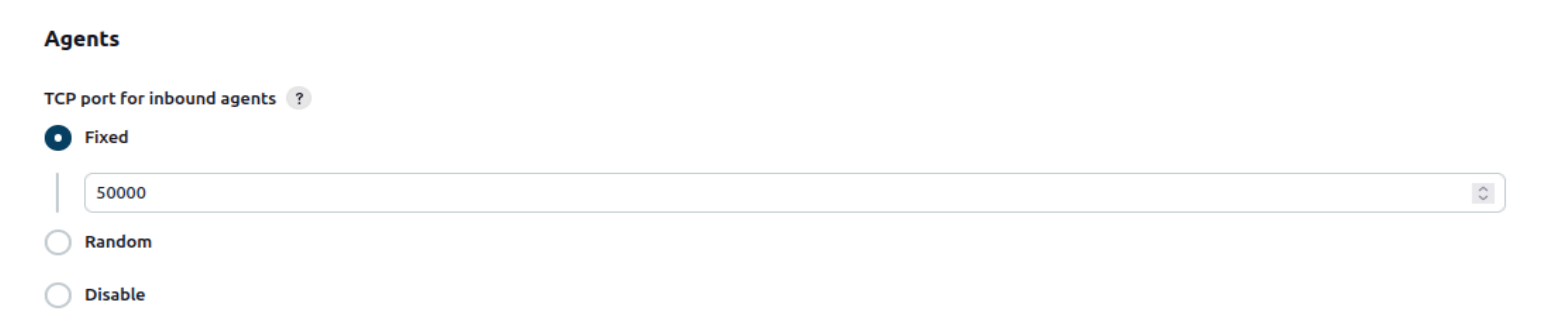 Agents
TCP port for inbound agents ?
Fixed
50000
Random
Disable